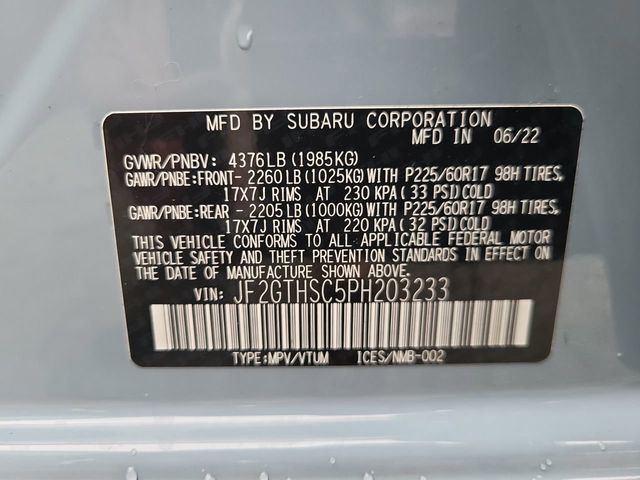 MFD BY SUBARU CORPORATION
MFD IN 06/22
GVWR/PNBV: 4376LB(1985KG)
GAWR/PNBE:FRONT- 2260LB(1025KG)WITH P225/60R17 98H TIRES,
17X7J RIMS AT 230 KPA(33 PSI)COLD
GAWR/PNBE:REAR - 2205LB(1000KG)WITH P225/60R17 98H TIRES,
17X7J RIMS AT 220 KPA(32 PSI)COLD
THIS VEHICLE CONFORMS TO ALL APPLICABLE FEDERAL MOTOR
VEHICLE SAFETY AND THEFT PREVENTION STANDARDS IN EFFECT ON
THE DATE OF MANUFACTURE SHOWN ABOVE.
VIN: JF2GTHSC5PH203233
TYPE:MPV/VTUM ICES/NMB-002